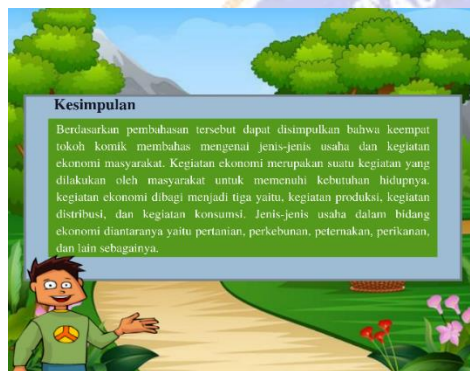 Kesimpulan
Berdasarkan pembahasan tersebut dapat disimpulkan bahwa keempat
tokoh komik membahas mengenai jenis-jenis usaha dan kegiatan
ekonomi masyarakat. Kegiatan ekonomi merupakan suatu kegiatan yang
dilakukan oleh masyarakat untuk memenuhi kebutuhan hidupnya.
kegiatan ekonomi dibagi menjadi tiga yaitu, kegiatan produksi, kegiatan
distribusi, dan kegiatan konsumsi. Jenis-jenis usaha dalam bidang
ekonomi diantaranya yaitu pertanian, perkebunan, peternakan, perikanan,
dan lain sebagainya.